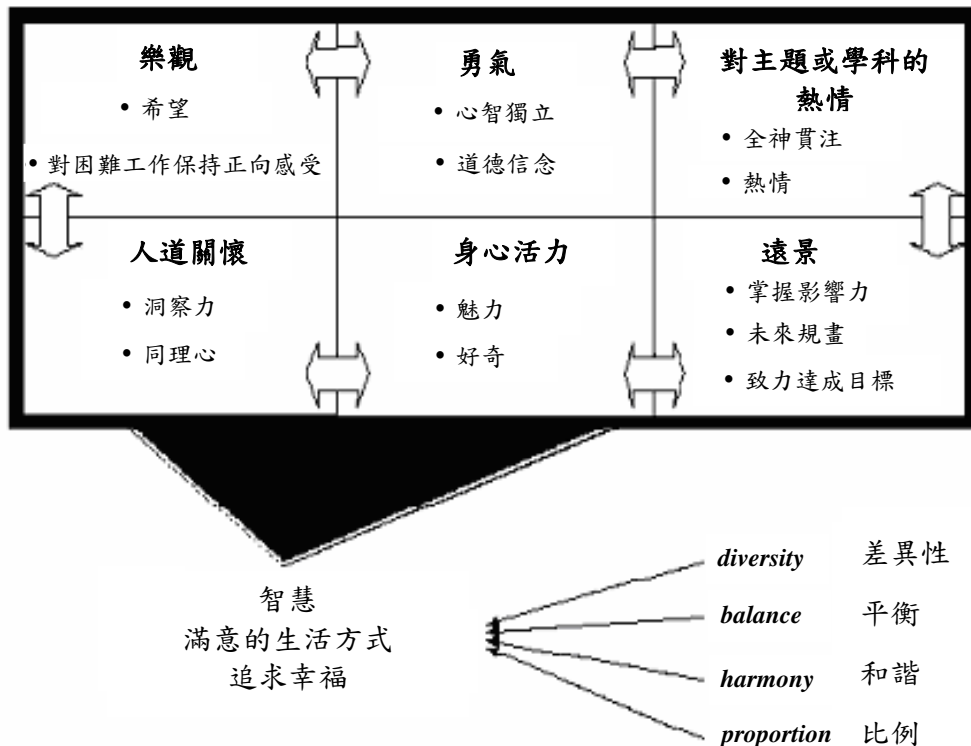 樂觀
• 希望
• 對困難工作保持正向感受
勇氣
• 心智獨立
• 道德信念
對主題或學科的
熱情
• 全神貫注
• 熱情
人道關懷
• 洞察力
• 同理心
身心活力
• 魅力
• 好奇
遠景
• 掌握影響力
• 未來規畫
• 致力達成目標
智慧
滿意的生活方式
追求幸福
diversity 差異性
balance 平衡
harmony 和諧
proportion 比例